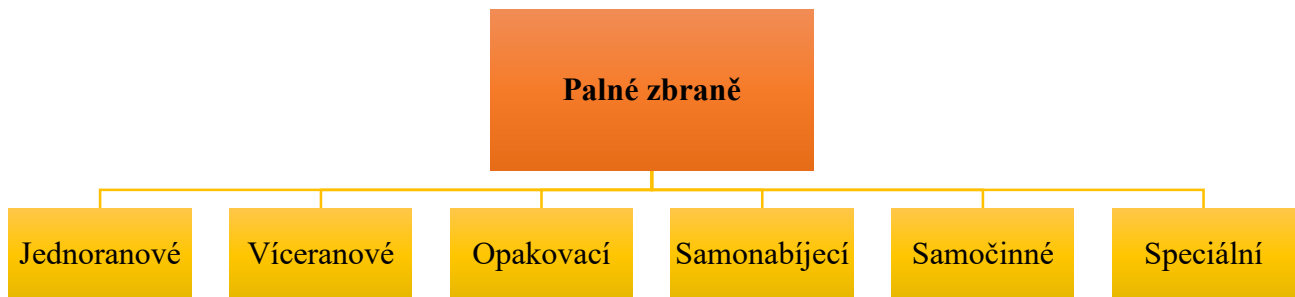 Palné zbraně
Jednoranové
Víceranové
Opakovací
Samonabíjecí
Samočinné
Speciální